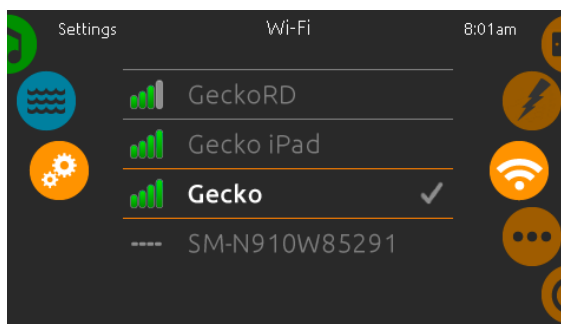 Settings Wi-Fi 8:01am
GeckoRD
Gecko iPad
Gecko
SM-N910W85291